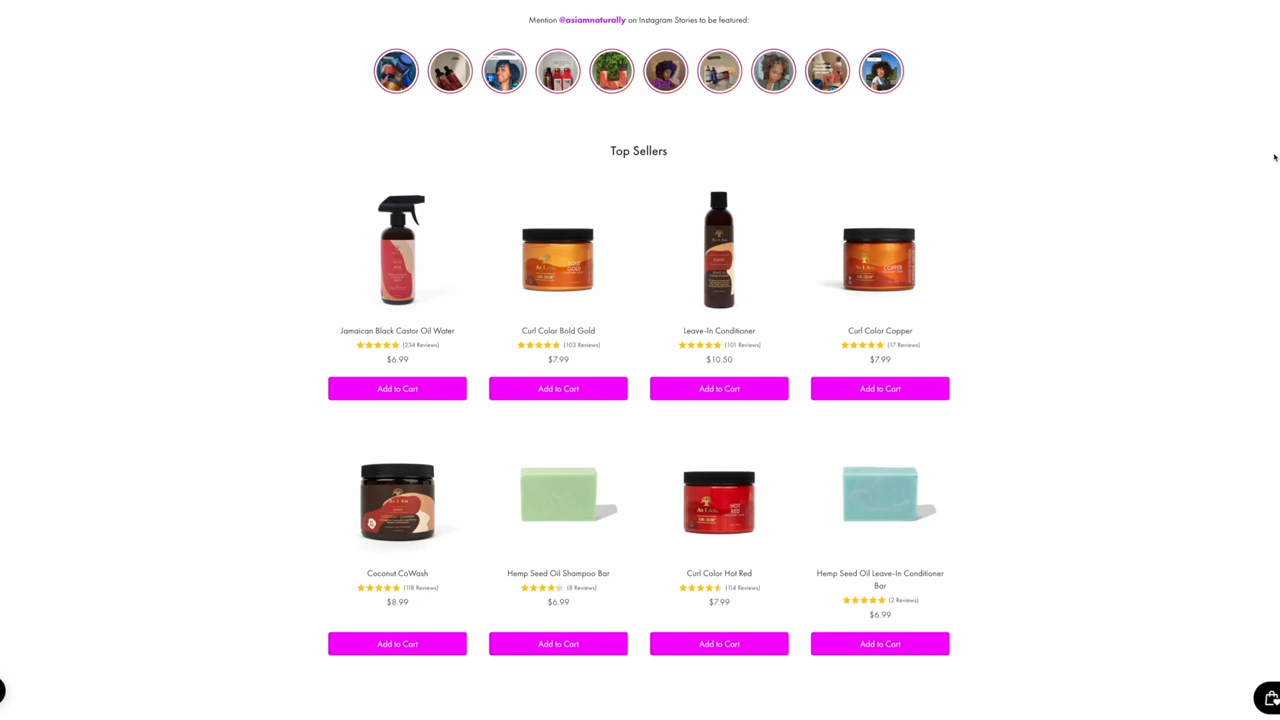 Mention @asiamnaturally on Instagram Stories to be featured:
Top Sellers
Jamaican Black Castor Oil Water
(234 Reviews)
$6.99
Add to Cart
Curl Color Bold Gold
(103 Reviews)
$7.99
Add to Cart
Leave-In Conditioner
(101 Reviews)
$10.50
Add to Cart
COPPER
Curl Color Copper
(17 Reviews)
$7.99
Add to Cart
Coconut CoWash
(118 Reviews)
$8.99
Add to Cart
Hemp Seed Oil Shampoo Bar
(8 Reviews)
$6.99
Add to Cart
AS I AM
HOT
RED
Curl Color Hot Red
(114 Reviews)
$7.99
Add to Cart
Hemp Seed Oil Leave-In Conditioner
Bar
(2 Reviews)
$6.99
Add to Cart